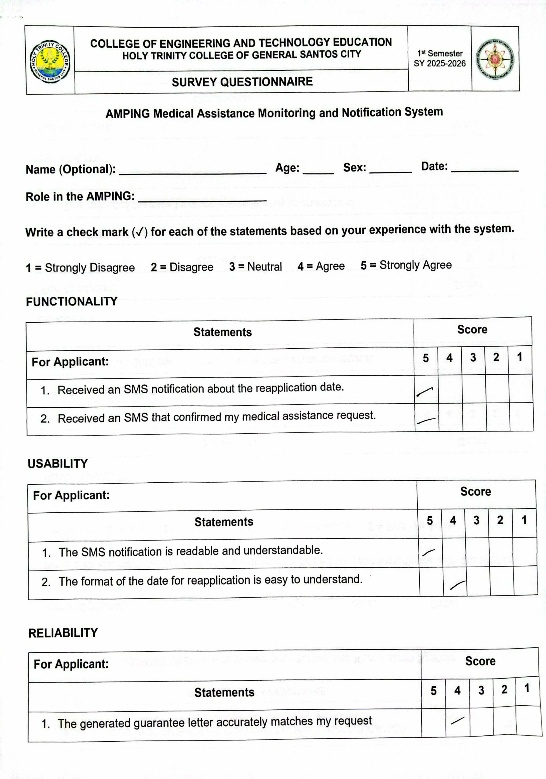 COLLEGE OF ENGINEERING AND TECHNOLOGY EDUCATION
HOLY TRINITY COLLEGE OF GENERAL SANTOS CITY
SURVEY QUESTIONNAIRE
1st Semester
SY 2025-2026
AMPING Medical Assistance Monitoring and Notification System
Name (Optional): Age: Sex: Date:
Role in the AMPING:
Write a check mark (✓) for each of the statements based on your experience with the system.
1 = Strongly Disagree 2 = Disagree 3 = Neutral 4 = Agree 5 = Strongly Agree
FUNCTIONALITY
Statements Score
For Applicant: 5 4 3 2 1
1. Received an SMS notification about the reapplication date. ✓
2. Received an SMS that confirmed my medical assistance request. ✓
USABILITY
For Applicant: Score
Statements 5 4 3 2 1
1. The SMS notification is readable and understandable. ✓
2. The format of the date for reapplication is easy to understand. ✓
RELIABILITY
For Applicant: Score
Statements 5 4 3 2 1
1. The generated guarantee letter accurately matches my request ✓